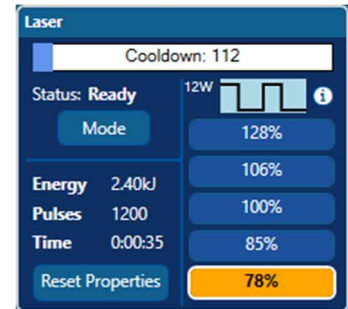 Laser
Cooldown: 112
Status: Ready
Mode
12W
i
128%
106%
100%
85%
78%
Energy 2.40kJ
Pulses 1200
Time 0:00:35
Reset Properties